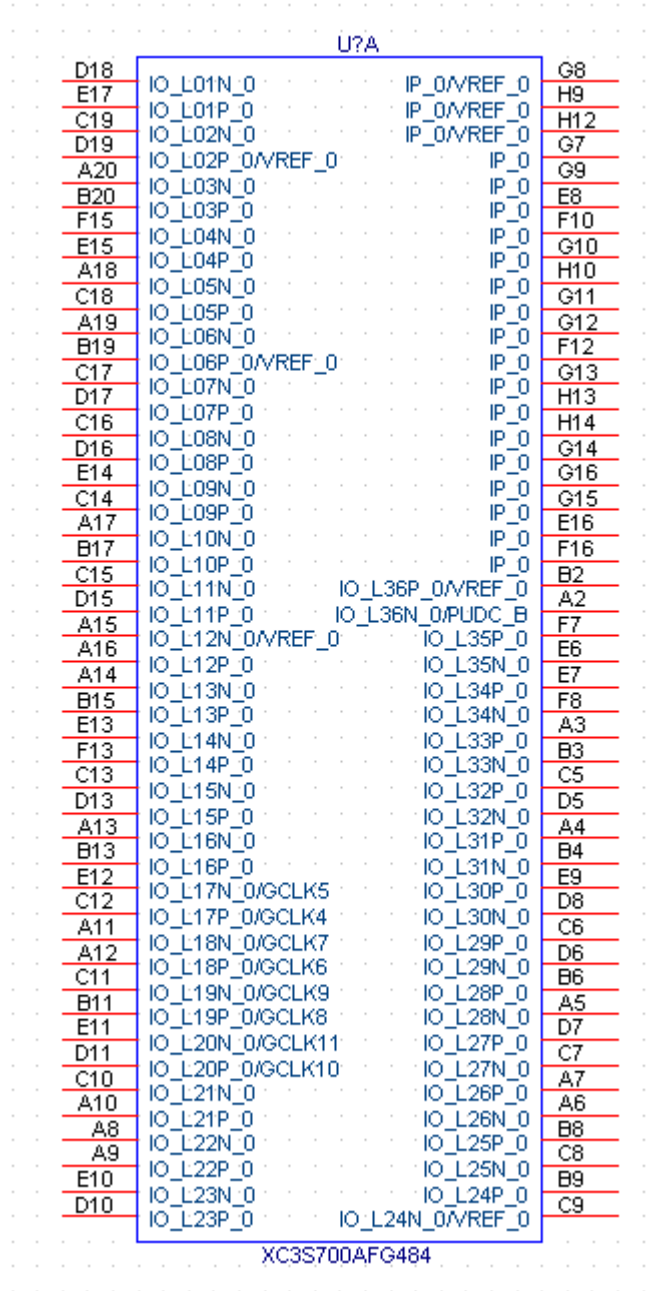 U?A
D18 IO_L01N_0 IP_0/VREF_0 G8
E17 IO_L01P_0 IP_0/VREF_0 H9
C19 IO_L02N_0 IP_0/VREF_0 H12
D19 IO_L02P_0/VREF_0 IP_0 G7
A20 IO_L03N_0 IP_0 G9
B20 IO_L03P_0 IP_0 E8
F15 IO_L04N_0 IP_0 F10
E15 IO_L04P_0 IP_0 G10
A18 IO_L05N_0 IP_0 H10
C18 IO_L05P_0 IP_0 G11
A19 IO_L06N_0 IP_0 G12
B19 IO_L06P_0/VREF_0 IP_0 F12
C17 IO_L07N_0 IP_0 G13
D17 IO_L07P_0 IP_0 H13
C16 IO_L08N_0 IP_0 H14
D16 IO_L08P_0 IP_0 G14
E14 IO_L09N_0 IP_0 G16
C14 IO_L09P_0 IP_0 G15
A17 IO_L10N_0 IP_0 E16
B17 IO_L10P_0 IP_0 F16
C15 IO_L11N_0 IO_L36P_0/VREF_0 B2
D15 IO_L11P_0 IO_L36N_0/PUDC_B A2
A15 IO_L12N_0/VREF_0 IO_L35P_0 F7
A16 IO_L12P_0 IO_L35N_0 E6
A14 IO_L13N_0 IO_L34P_0 E7
B15 IO_L13P_0 IO_L34N_0 F8
E13 IO_L14N_0 IO_L33P_0 A3
F13 IO_L14P_0 IO_L33N_0 B3
C13 IO_L15N_0 IO_L32P_0 C5
D13 IO_L15P_0 IO_L32N_0 D5
A13 IO_L16N_0 IO_L31P_0 A4
B13 IO_L16P_0 IO_L31N_0 B4
E12 IO_L17N_0/GCLK5 IO_L30P_0 E9
C12 IO_L17P_0/GCLK4 IO_L30N_0 D8
A11 IO_L18N_0/GCLK7 IO_L29P_0 C6
A12 IO_L18P_0/GCLK6 IO_L29N_0 D6
C11 IO_L19N_0/GCLK9 IO_L28P_0 B6
B11 IO_L19P_0/GCLK8 IO_L28N_0 A5
E11 IO_L20N_0/GCLK11 IO_L27P_0 D7
D11 IO_L20P_0/GCLK10 IO_L27N_0 C7
C10 IO_L21N_0 IO_L26P_0 A7
A10 IO_L21P_0 IO_L26N_0 A6
A8 IO_L22N_0 IO_L25P_0 B8
A9 IO_L22P_0 IO_L25N_0 C8
E10 IO_L23N_0 IO_L24P_0 B9
D10 IO_L23P_0 IO_L24N_0/VREF_0 C9
XC3S700AFG484